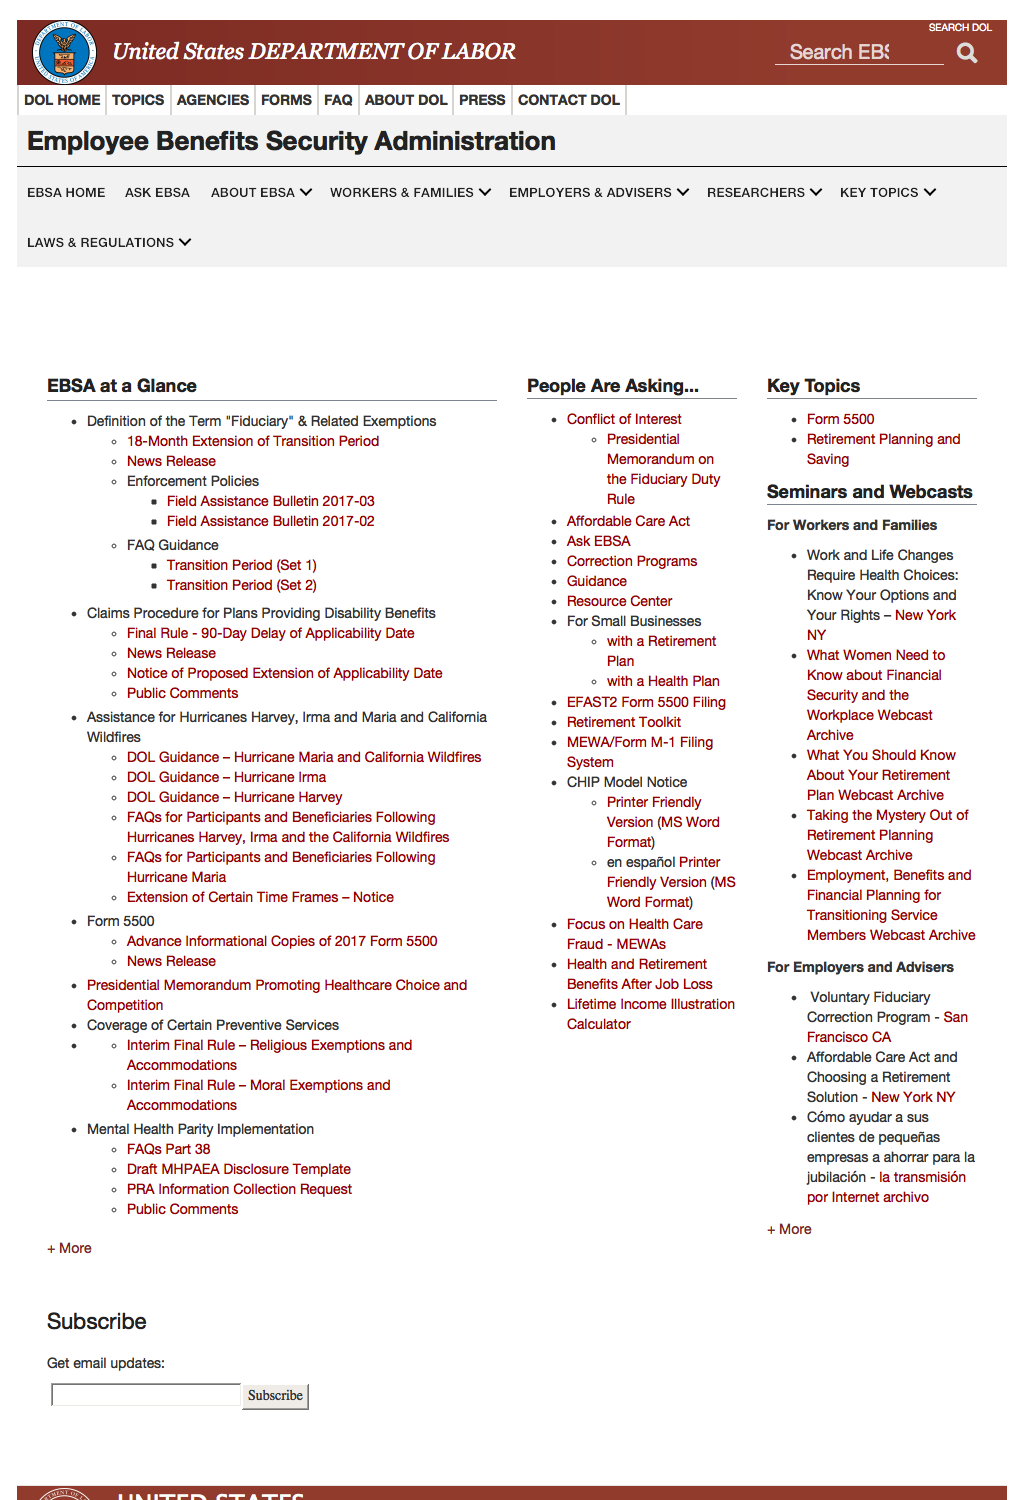 SEARCH DOL
United States DEPARTMENT OF LABOR
Search EBS
DOL HOME TOPICS AGENCIES FORMS FAQ ABOUT DOL PRESS CONTACT DOL
Employee Benefits Security Administration
EBSA HOME ASK EBSA ABOUT EBSA WORKERS & FAMILIES EMPLOYERS & ADVISERS RESEARCHERS KEY TOPICS
LAWS & REGULATIONS
EBSA at a Glance
Definition of the Term "Fiduciary" & Related Exemptions
18-Month Extension of Transition Period
News Release
Enforcement Policies
Field Assistance Bulletin 2017-03
Field Assistance Bulletin 2017-02
FAQ Guidance
Transition Period (Set 1)
Transition Period (Set 2)
Claims Procedure for Plans Providing Disability Benefits
Final Rule - 90-Day Delay of Applicability Date
News Release
Notice of Proposed Extension of Applicability Date
Public Comments
Assistance for Hurricanes Harvey, Irma and Maria and California
Wildfires
DOL Guidance – Hurricane Maria and California Wildfires
DOL Guidance – Hurricane Irma
DOL Guidance – Hurricane Harvey
FAQs for Participants and Beneficiaries Following
Hurricanes Harvey, Irma and the California Wildfires
FAQs for Participants and Beneficiaries Following
Hurricane Maria
Extension of Certain Time Frames – Notice
Form 5500
Advance Informational Copies of 2017 Form 5500
News Release
Presidential Memorandum Promoting Healthcare Choice and
Competition
Coverage of Certain Preventive Services
Interim Final Rule – Religious Exemptions and
Accommodations
Interim Final Rule – Moral Exemptions and
Accommodations
Mental Health Parity Implementation
FAQs Part 38
Draft MHPAEA Disclosure Template
PRA Information Collection Request
Public Comments
+ More
People Are Asking...
Conflict of Interest
Presidential
Memorandum on
the Fiduciary Duty
Rule
Affordable Care Act
Ask EBSA
Correction Programs
Guidance
Resource Center
For Small Businesses
with a Retirement
Plan
with a Health Plan
EFAST2 Form 5500 Filing
Retirement Toolkit
MEWA/Form M-1 Filing
System
CHIP Model Notice
Printer Friendly
Version (MS Word
Format)
en español Printer
Friendly Version (MS
Word Format)
Focus on Health Care
Fraud - MEWAs
Health and Retirement
Benefits After Job Loss
Lifetime Income Illustration
Calculator
Key Topics
Form 5500
Retirement Planning and
Saving
Seminars and Webcasts
For Workers and Families
Work and Life Changes
Require Health Choices:
Know Your Options and
Your Rights – New York
NY
What Women Need to
Know about Financial
Security and the
Workplace Webcast
Archive
What You Should Know
About Your Retirement
Plan Webcast Archive
Taking the Mystery Out of
Retirement Planning
Webcast Archive
Employment, Benefits and
Financial Planning for
Transitioning Service
Members Webcast Archive
For Employers and Advisers
Voluntary Fiduciary
Correction Program - San
Francisco CA
Affordable Care Act and
Choosing a Retirement
Solution - New York NY
Cómo ayudar a sus
clientes de pequeñas
empresas a ahorrar para la
jubilación - la transmisión
por Internet archivo
+ More
Subscribe
Get email updates:
Subscribe
UNITED STATES